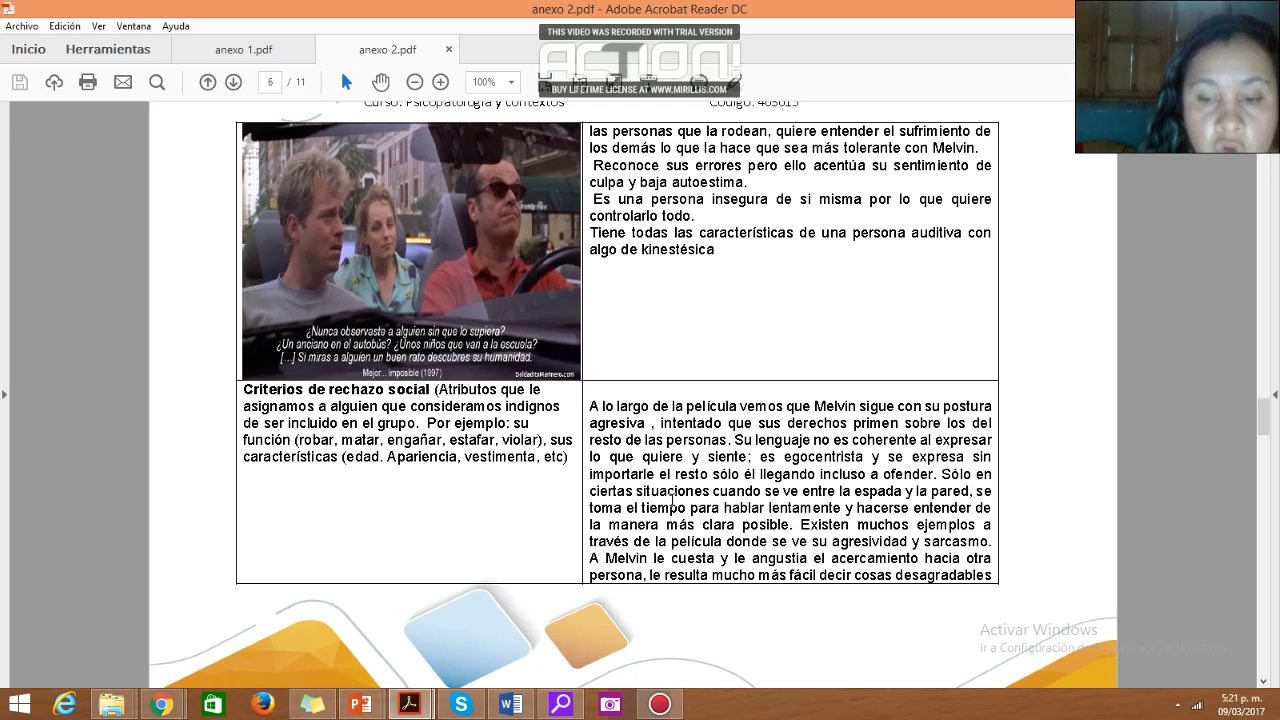 anexo 2.pdf - Adobe Acrobat Reader DC
THIS VIDEO WAS RECORDED WITH TRIAL VERSION
ACTION!
BUY LIFETIME LICENSE AT WWW.MIRILLIS.COM
Archivo Edición Ver Ventana Ayuda
Inicio Herramientas anexo 1.pdf anexo 2.pdf ×
6 / 11 100%
Curso: Psicopatología y contextos Código: 403015
las personas que la rodean, quiere entender el sufrimiento de
los demás lo que la hace que sea más tolerante con Melvin.
Reconoce sus errores pero ello acentúa su sentimiento de
culpa y baja autoestima.
Es una persona insegura de si misma por lo que quiere
controlarlo todo.
Tiene todas las características de una persona auditiva con
algo de kinestésica
¿Nunca observaste a alguien sin que lo supiera?
¿Un anciano en el autobús? ¿Unos niños que van a la escuela?
[...] Si miras a alguien un buen rato descubres su humanidad.
Mejor... imposible (1997)
SoldaditaMarinero.com
Criterios de rechazo social (Atributos que le
asignamos a alguien que consideramos indignos
de ser incluido en el grupo. Por ejemplo: su
función (robar, matar, engañar, estafar, violar), sus
características (edad. Apariencia, vestimenta, etc)
A lo largo de la película vemos que Melvin sigue con su postura
agresiva , intentado que sus derechos primen sobre los del
resto de las personas. Su lenguaje no es coherente al expresar
lo que quiere y siente; es egocentrista y se expresa sin
importarle el resto sólo él llegando incluso a ofender. Sólo en
ciertas situaciones cuando se ve entre la espada y la pared, se
toma el tiempo para hablar lentamente y hacerse entender de
la manera más clara posible. Existen muchos ejemplos a
través de la película donde se ve su agresividad y sarcasmo.
A Melvin le cuesta y le angustia el acercamiento hacia otra
persona, le resulta mucho más fácil decir cosas desagradables
Activar Windows
Ir a Configuración de
5:21 p. m.
09/03/2017